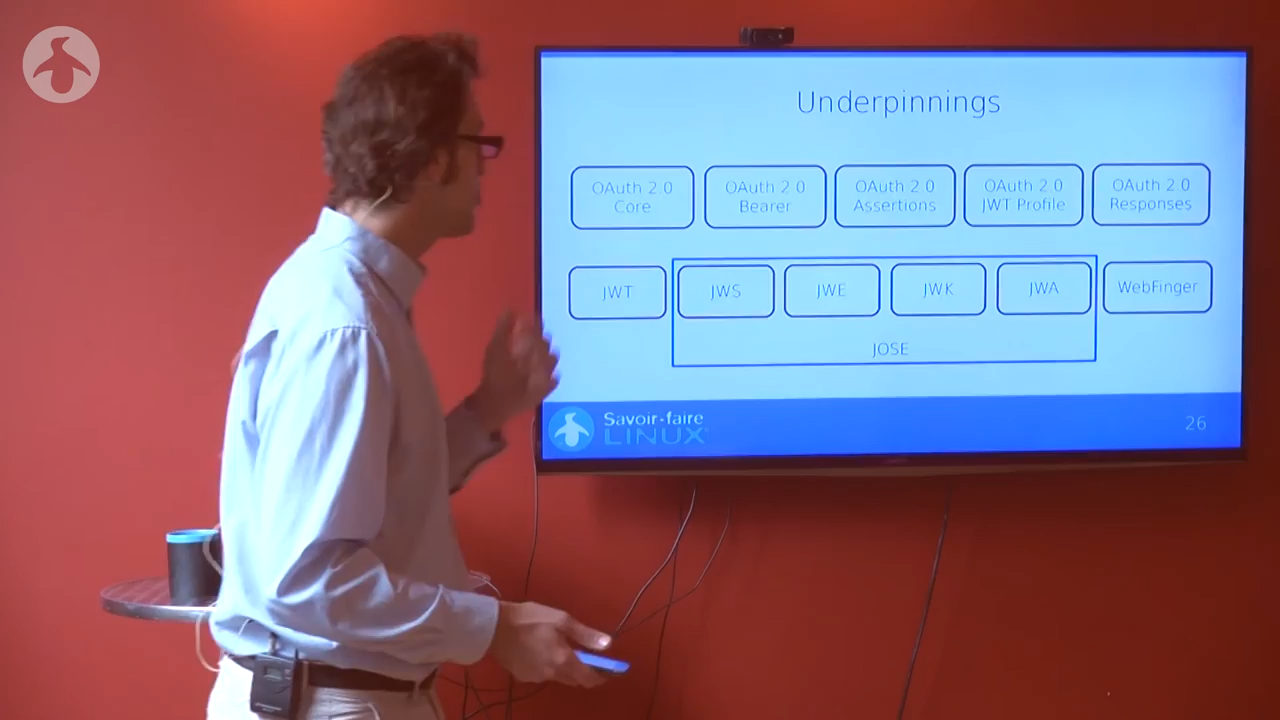 Underpinnings
OAuth 2.0
Core
OAuth 2.0
Bearer
OAuth 2.0
Assertions
OAuth 2.0
JWT Profile
OAuth 2.0
Responses
JWT
JWS
JWE
JWK
JWA
WebFinger
JOSE
Savoir-faire
LINUX
26